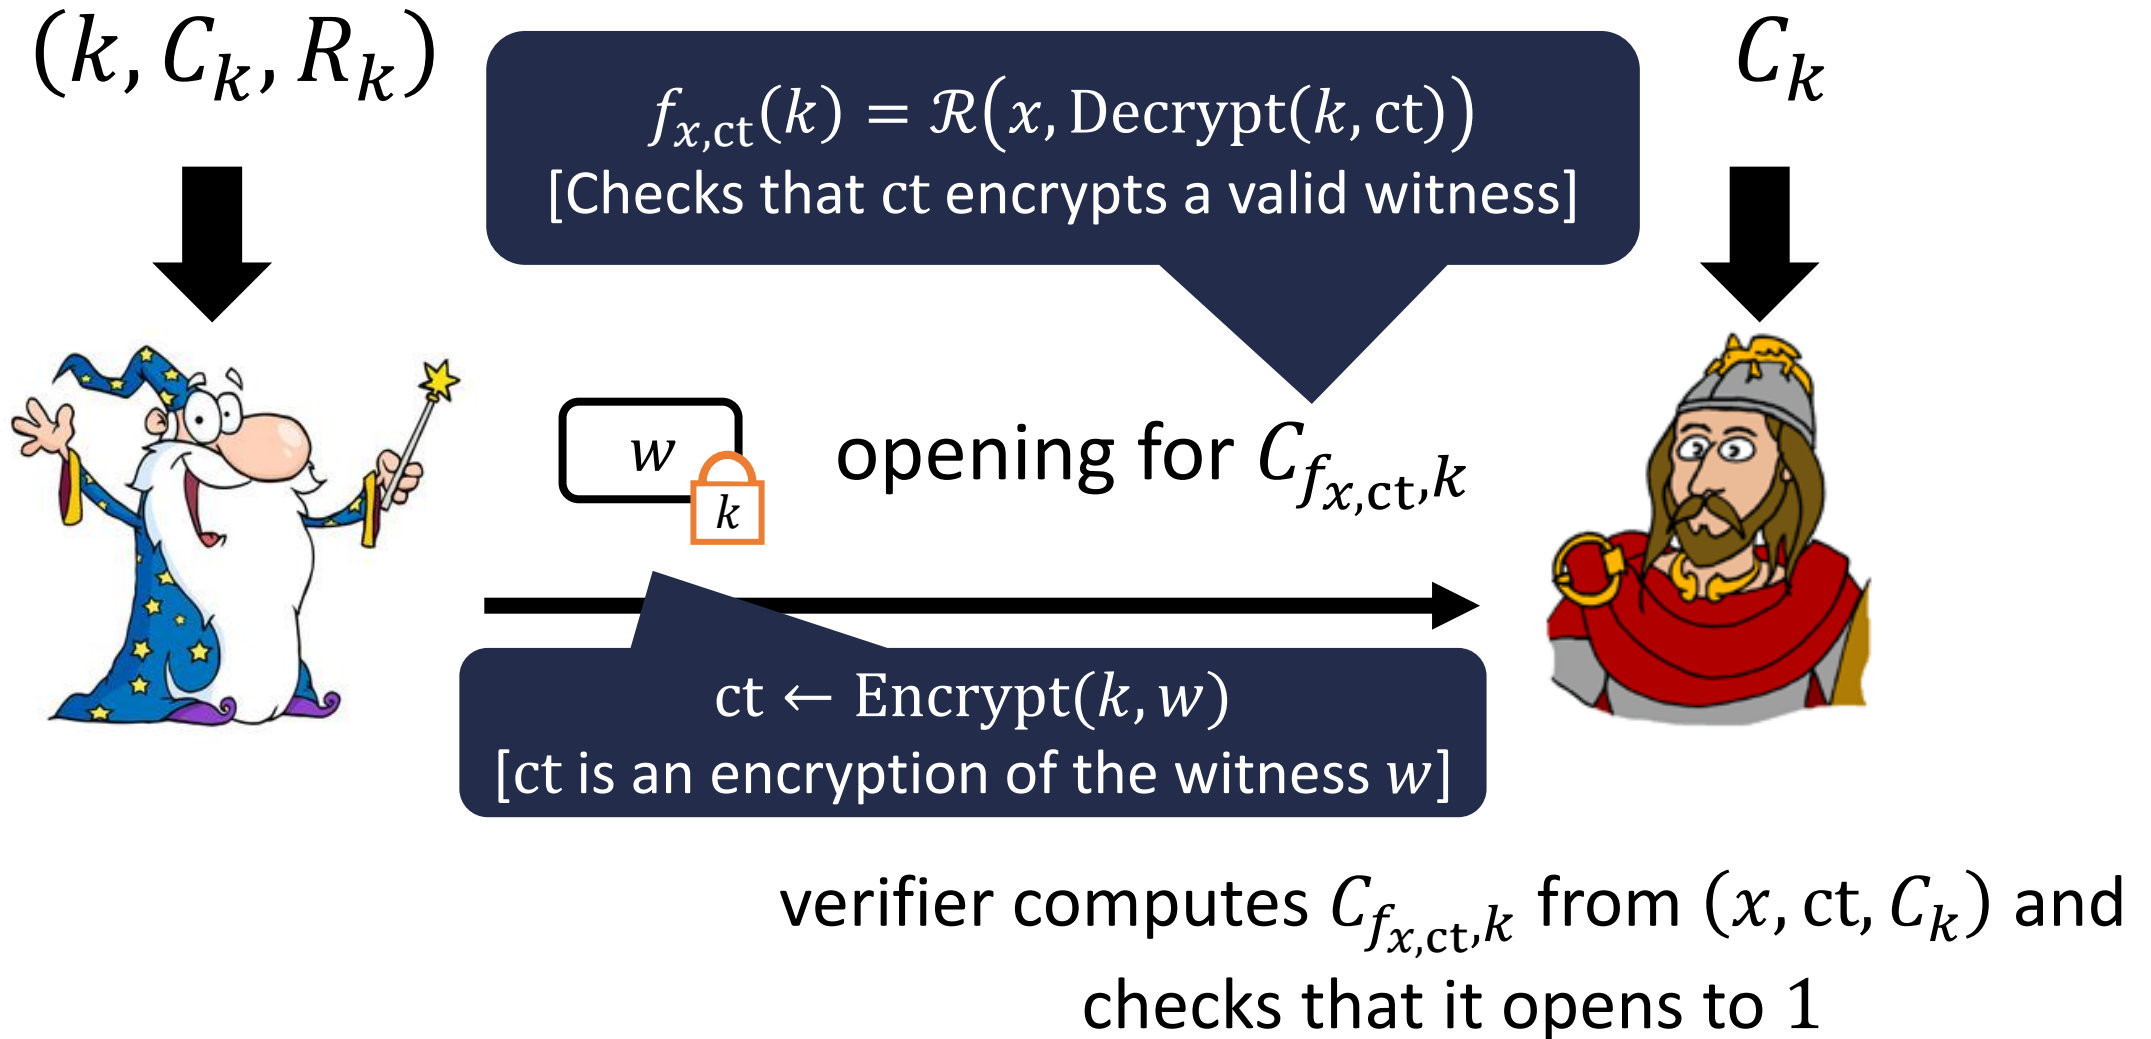 (k, C_k, R_k)
C_k
f_{x,ct}(k) = ℛ(x, Decrypt(k, ct))
[Checks that ct encrypts a valid witness]
w
k
opening for C_{f_{x,ct},k}
ct ← Encrypt(k, w)
[ct is an encryption of the witness w]
verifier computes C_{f_{x,ct},k} from (x, ct, C_k) and
checks that it opens to 1